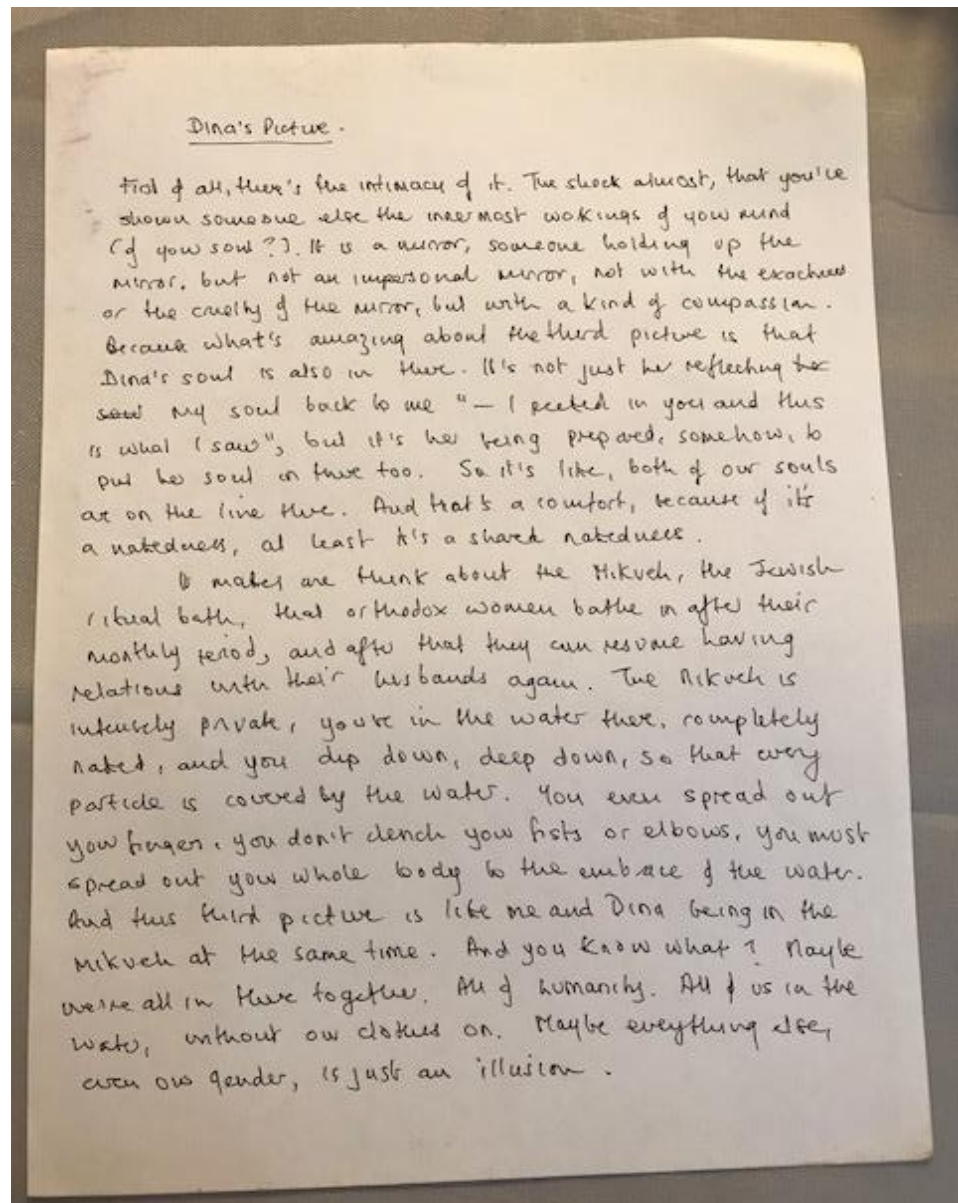 Dina's Picture.
First of all, there's the intimacy of it. The shock almost, that you've
shown someone else the innermost workings of your mind
(of your soul?). It is a mirror, someone holding up the
mirror, but not an impersonal mirror, not with the exactness
or the cruelty of the mirror, but with a kind of compassion.
Because what's amazing about the third picture is that
Dina's soul is also in there. It's not just her reflecting her
soul my soul back to me "— I peeked in you and this
is what I saw", but it's her being prepared, somehow, to
put her soul in there too. So it's like, both of our souls
are on the line there. And that's a comfort, because if it's
a nakedness, at least it's a shared nakedness.
It makes me think about the Mikveh, the Jewish
ritual bath, that orthodox women bathe in after their
monthly period, and after that they can resume having
relations with their husbands again. The Mikveh is
intensely private, you're in the water there, completely
naked, and you dip down, deep down, so that every
particle is covered by the water. You even spread out
your fingers, you don't clench your fists or elbows, you must
spread out your whole body to the embrace of the water.
And this third picture is like me and Dina being in the
Mikveh at the same time. And you know what? Maybe
we're all in there together. All of humanity. All of us in the
water, without our clothes on. Maybe everything else,
even our gender, is just an illusion.